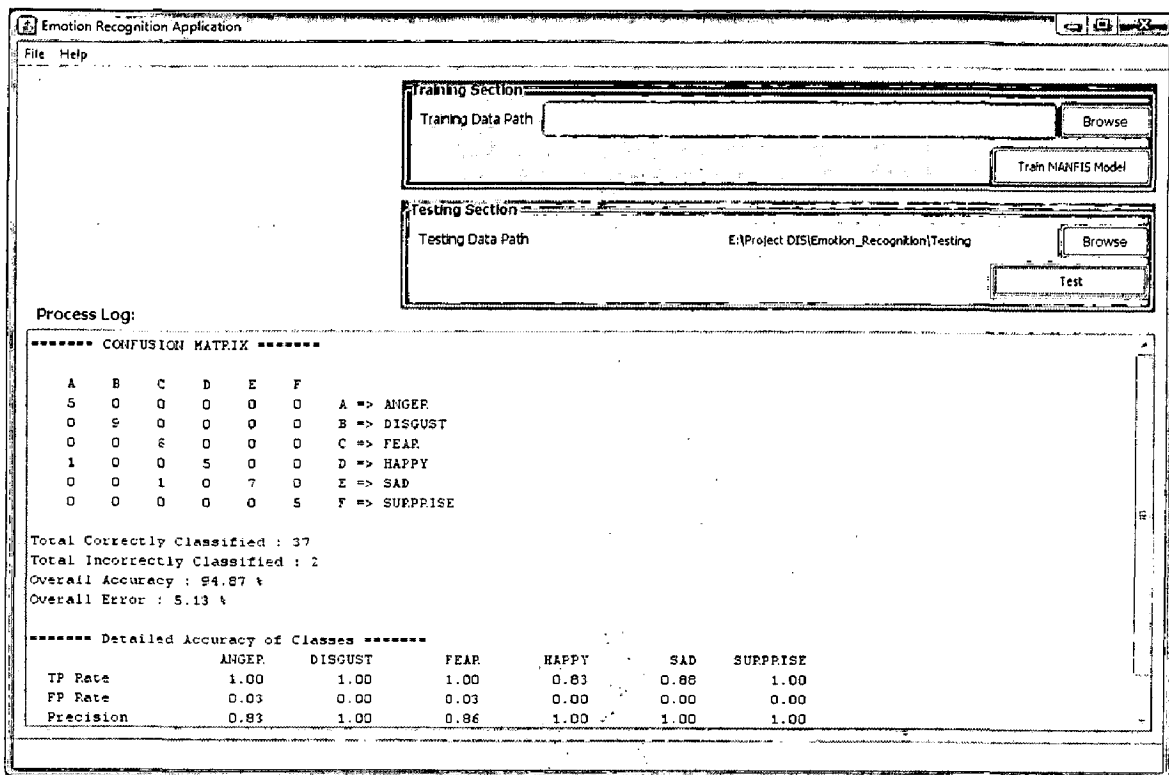 Emotion Recognition Application
File Help
Training Section
Training Data Path Browse
Train NANFIS Model
Testing Section
Testing Data Path E:\Project DIS\Emotion_Recognition\Testing Browse
Test
Process Log:
======= CONFUSION MATRIX =======
A B C D E F
5 0 0 0 0 0 A => ANGER
0 9 0 0 0 0 B => DISGUST
0 0 6 0 0 0 C => FEAR
1 0 0 5 0 0 D => HAPPY
0 0 1 0 7 0 E => SAD
0 0 0 0 0 5 F => SURPRISE
Total Correctly Classified : 37
Total Incorrectly Classified : 2
Overall Accuracy : 94.87 %
Overall Error : 5.13 %
======= Detailed Accuracy of Classes =======
ANGER DISGUST FEAR HAPPY SAD SURPRISE
TP Rate 1.00 1.00 1.00 0.83 0.88 1.00
FP Rate 0.03 0.00 0.03 0.00 0.00 0.00
Precision 0.83 1.00 0.86 1.00 1.00 1.00